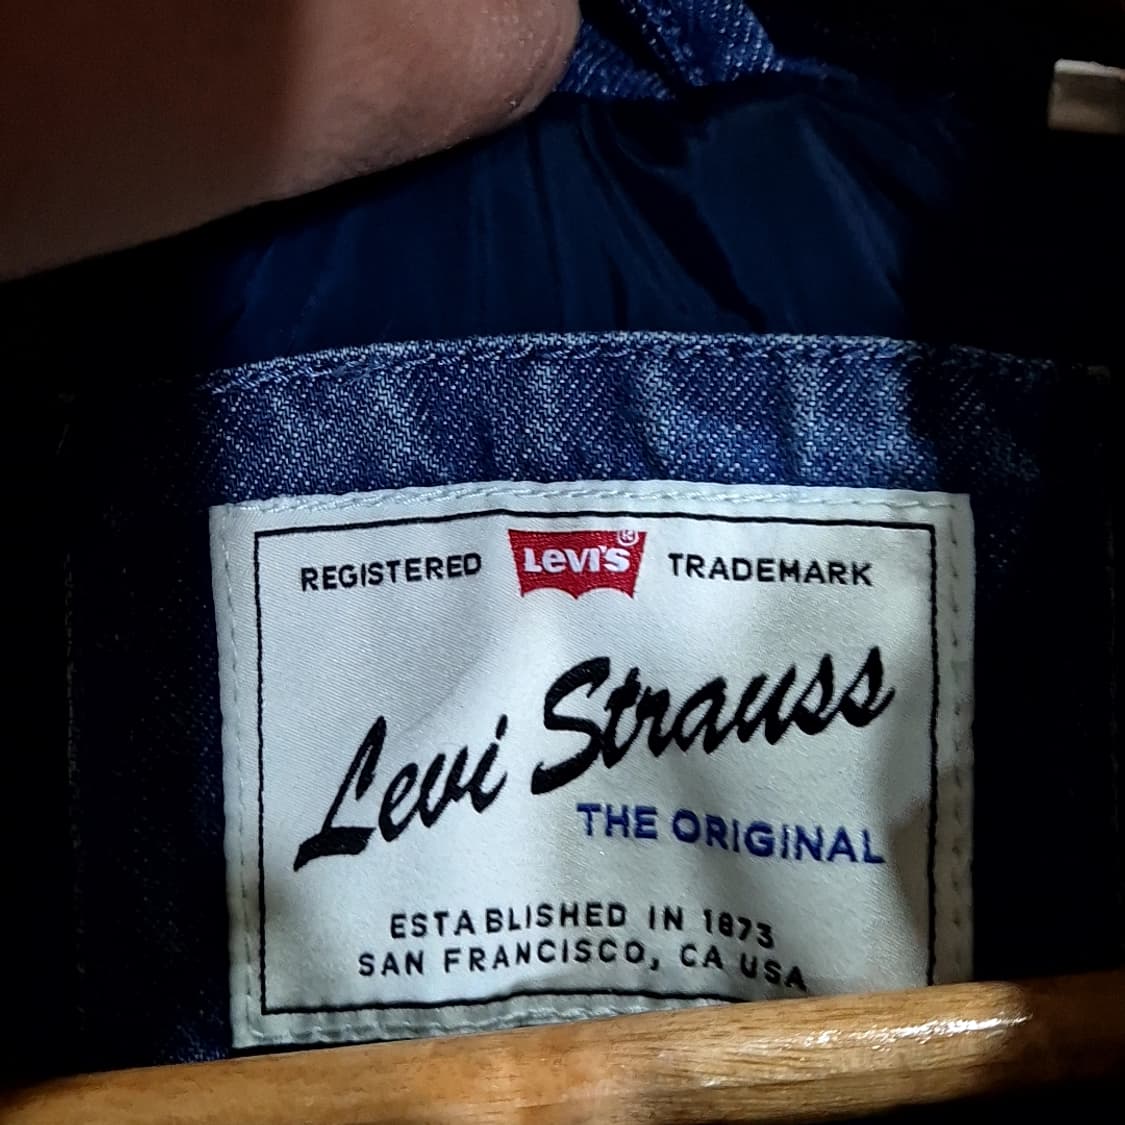 REGISTERED LEVI'S ® TRADEMARK
Levi Strauss
THE ORIGINAL
ESTABLISHED IN 1873
SAN FRANCISCO, CA USA